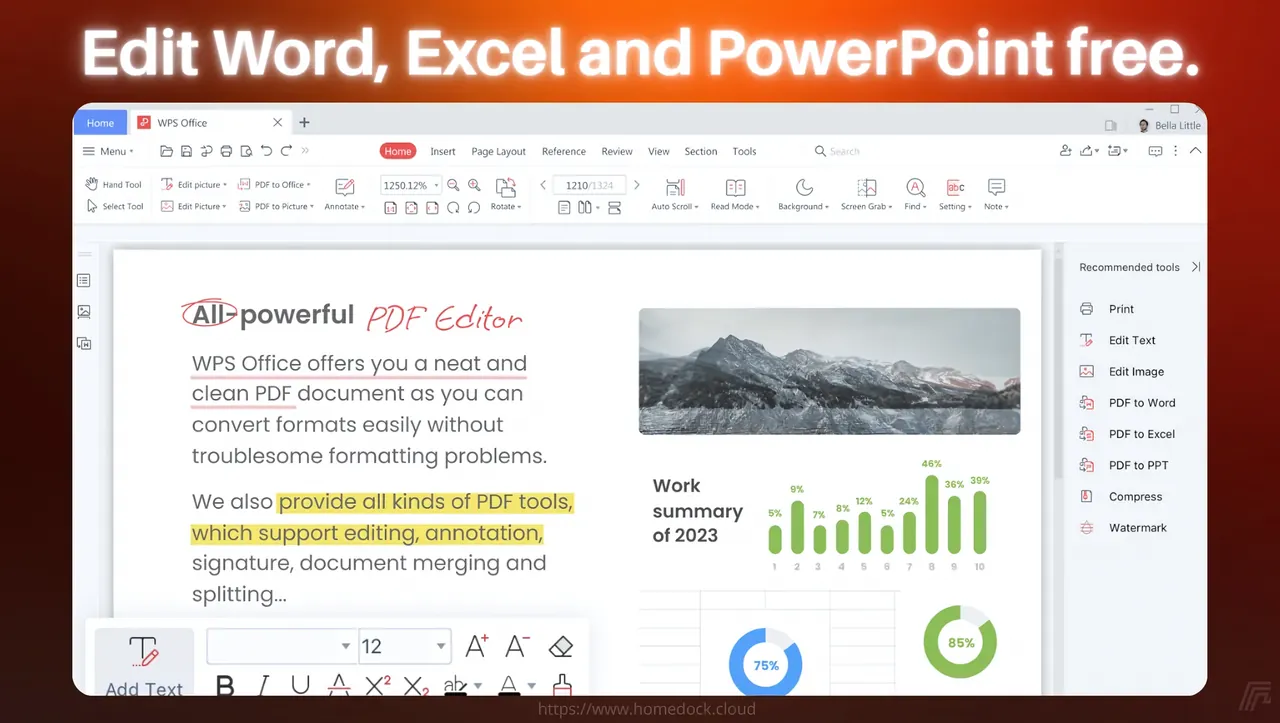 Edit Word, Excel and PowerPoint free.
Home
WPS Office
Bella Little
Menu
Home Insert Page Layout Reference Review View Section Tools
Search
Hand Tool
Select Tool
Edit picture
Edit Picture
PDF to Office
PDF to Picture
Annotate
1250.12%
1:1
Rotate
1210/1324
Auto Scroll
Read Mode
Background
Screen Grab
Find
abc
Setting
Note
All-powerful PDF Editor
WPS Office offers you a neat and
clean PDF document as you can
convert formats easily without
troublesome formatting problems.
We also provide all kinds of PDF tools,
which support editing, annotation,
signature, document merging and
splitting...
Work
summary
of 2023
5% 9% 7% 8% 12% 5% 24% 46% 36% 39%
1 2 3 4 5 6 7 8 9 10
75%
85%
Recommended tools
Print
Edit Text
Edit Image
PDF to Word
PDF to Excel
PDF to PPT
Compress
Watermark
Add Text
12
A+ A-
B I U A X2 X2 ab A
https://www.homedock.cloud